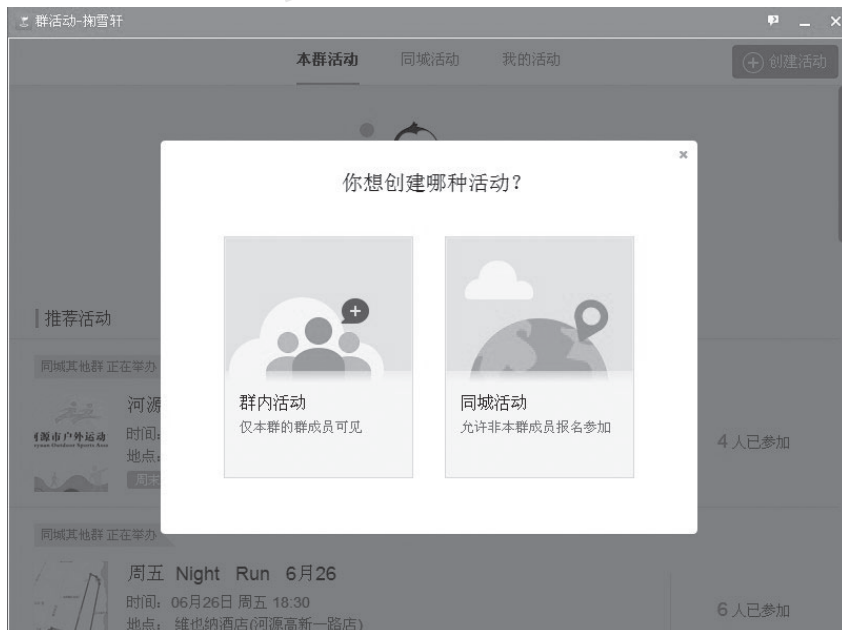 群活动-掬雪轩
本群活动 同城活动 我的活动 创建活动
你想创建哪种活动？
推荐活动
同城其他群 正在举办
群内活动
仅本群的群成员可见
同城活动
允许非本群成员报名参加
河源
时间：
地点：
周末
河源市户外运动
4 人已参加
同城其他群 正在举办
周五 Night Run 6月26
时间：06月26日 周五 18:30
地点：维也纳酒店(河源高新一路店)
6 人已参加